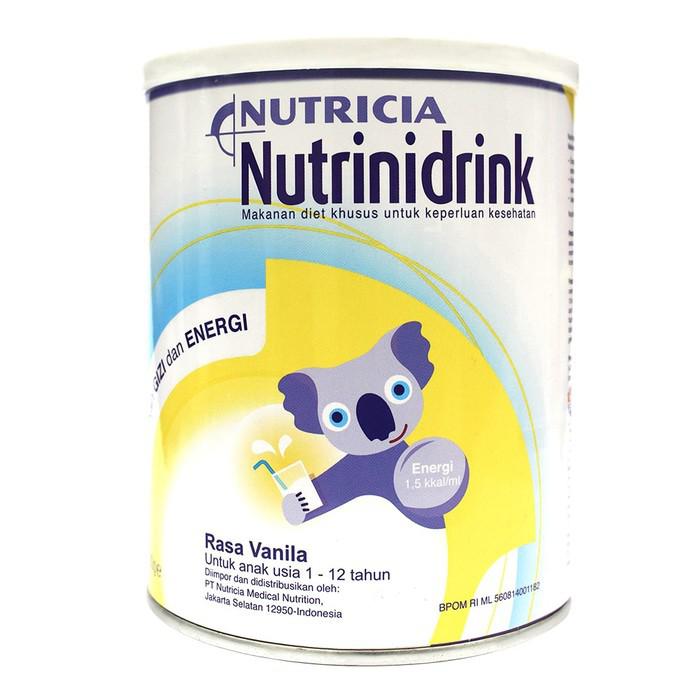 NUTRICIA
Nutrinidrink
Makanan diet khusus untuk keperluan kesehatan
GIZI dan ENERGI
Energi
1,5 kkal/ml
Rasa Vanila
Untuk anak usia 1 - 12 tahun
Diimpor dan didistribusikan oleh:
PT Nutricia Medical Nutrition,
Jakarta Selatan 12950-Indonesia
BPOM RI ML 560814001182